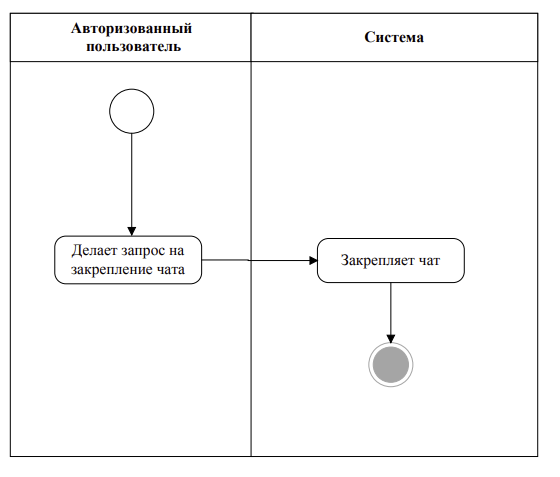 Авторизованный
пользователь
Система
Делает запрос на
закрепление чата
Закрепляет чат